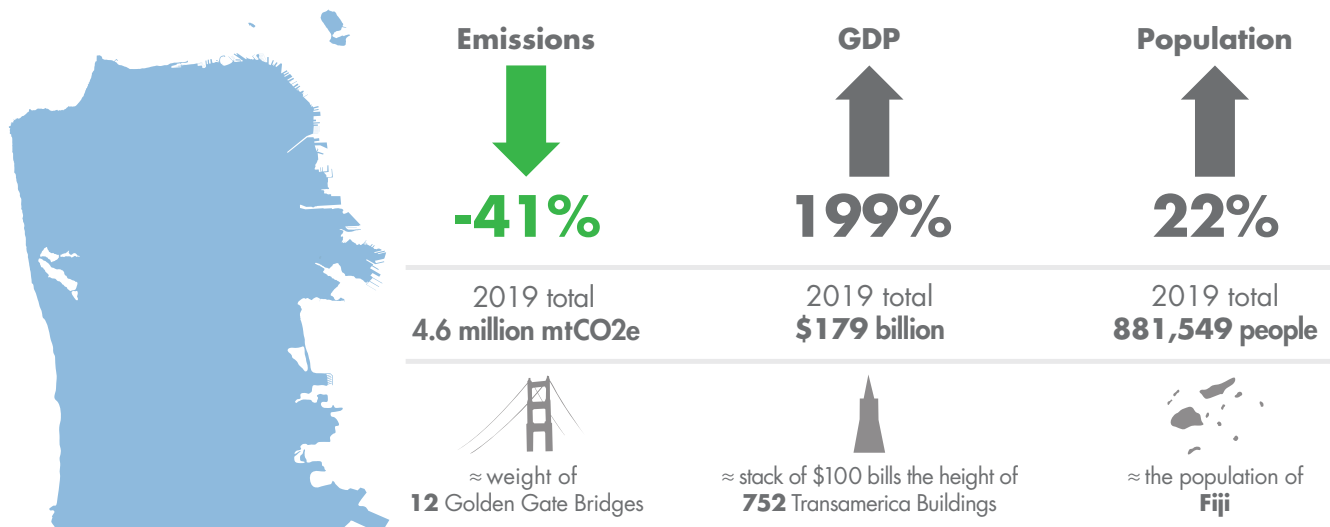 Emissions
-41%
2019 total
4.6 million mtCO2e
≈ weight of
12 Golden Gate Bridges
GDP
199%
2019 total
$179 billion
≈ stack of $100 bills the height of
752 Transamerica Buildings
Population
22%
2019 total
881,549 people
≈ the population of
Fiji